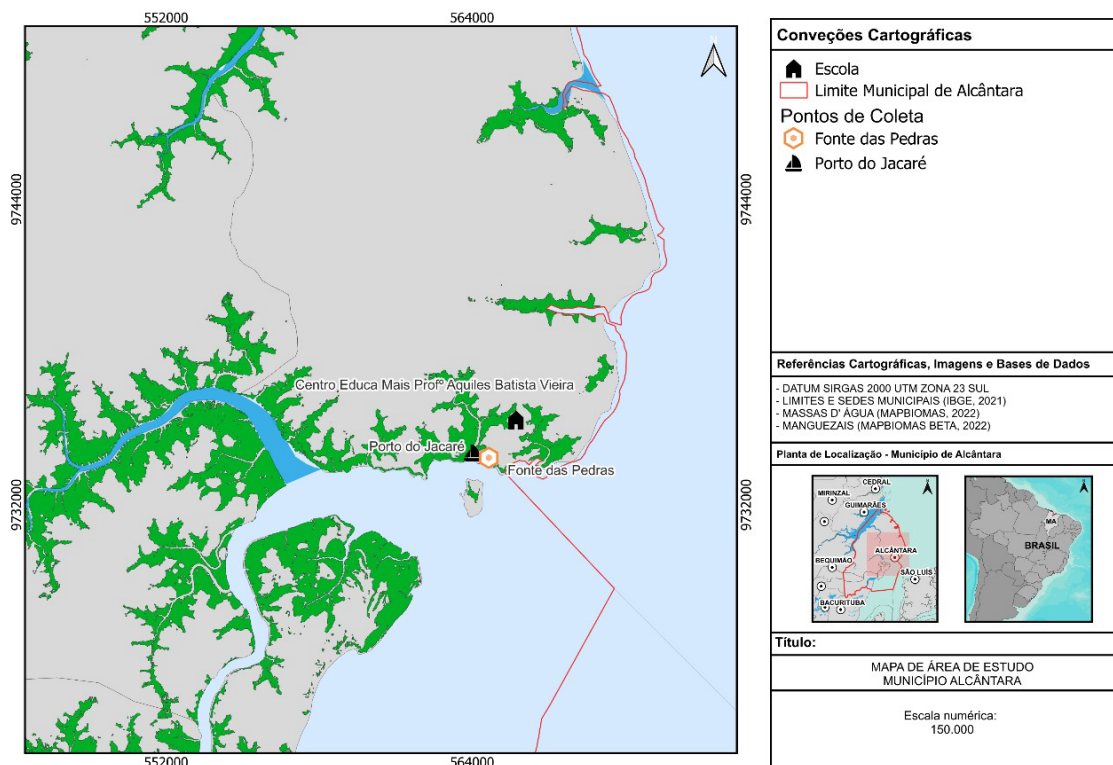 552000
564000
N
9744000
9744000
Centro Educa Mais Profº Aquiles Batista Vieira
Porto do Jacaré
Fonte das Pedras
9732000
9732000
552000
564000
Conveções Cartográficas
Escola
Limite Municipal de Alcântara
Pontos de Coleta
Fonte das Pedras
Porto do Jacaré
Referências Cartográficas, Imagens e Bases de Dados
- DATUM SIRGAS 2000 UTM ZONA 23 SUL
- LIMITES E SEDES MUNICIPAIS (IBGE, 2021)
- MASSAS D' ÁGUA (MAPBIOMAS, 2022)
- MANGUEZAIS (MAPBIOMAS BETA, 2022)
Planta de Localização - Município de Alcântara
CEDRAL
MIRINZAL
GUIMARÃES
ALCÂNTARA
BEQUIMÃO
SÃO LUÍS
BACURITUBA
MA
BRASIL
Título:
MAPA DE ÁREA DE ESTUDO
MUNICÍPIO ALCÂNTARA
Escala numérica:
150.000